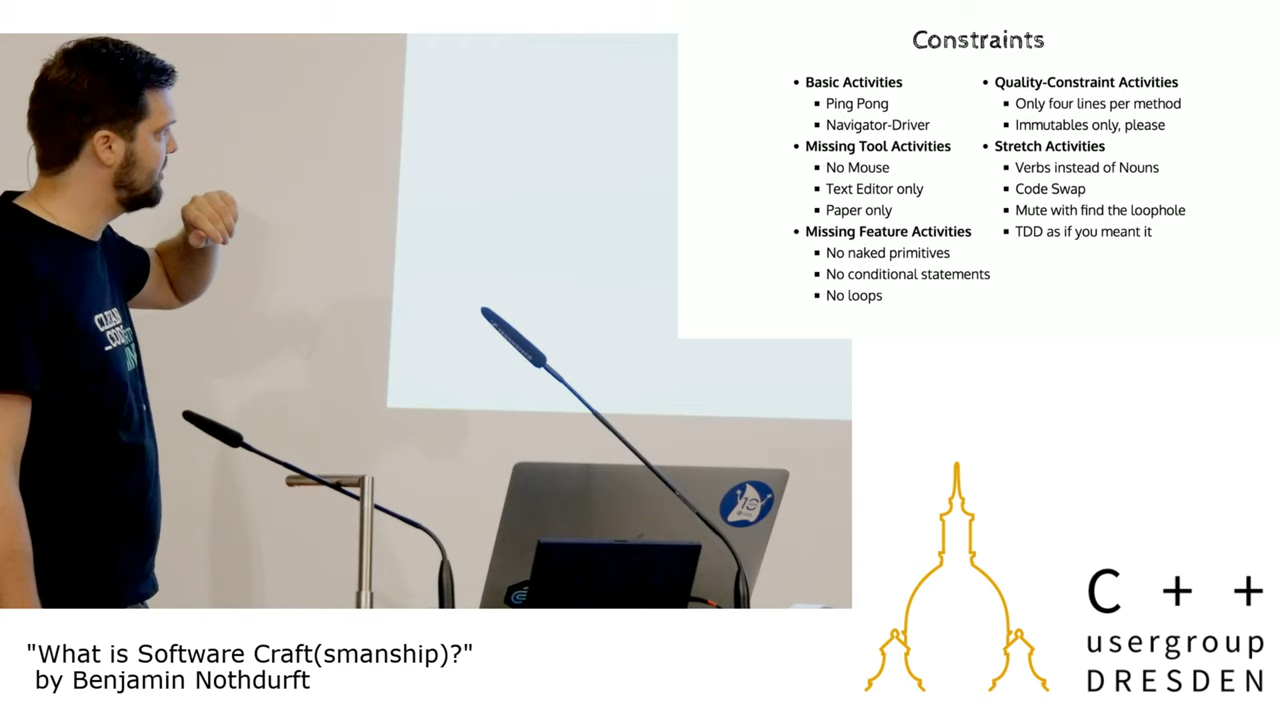 Constraints
Basic Activities
Ping Pong
Navigator-Driver
Missing Tool Activities
No Mouse
Text Editor only
Paper only
Missing Feature Activities
No naked primitives
No conditional statements
No loops
Quality-Constraint Activities
Only four lines per method
Immutables only, please
Stretch Activities
Verbs instead of Nouns
Code Swap
Mute with find the loophole
TDD as if you meant it
CLEAN
_COD
10
"What is Software Craft(smanship)?"
by Benjamin Nothdurft
C + +
usergroup
DRESDEN